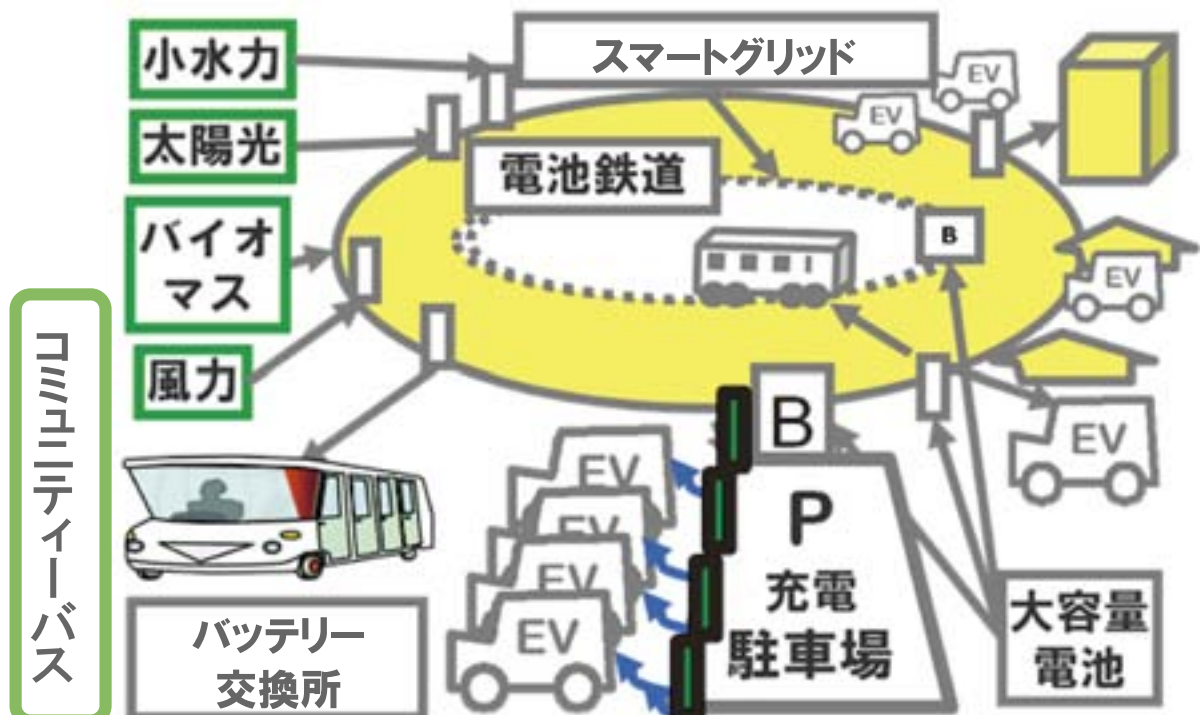 小水力
スマートグリッド
EV
EV
太陽光
電池鉄道
バイオ
マス
B
EV
コミュニティーバス
風力
B
EV
EV
EV
EV
EV
P
充電
駐車場
大容量
電池
バッテリー
交換所